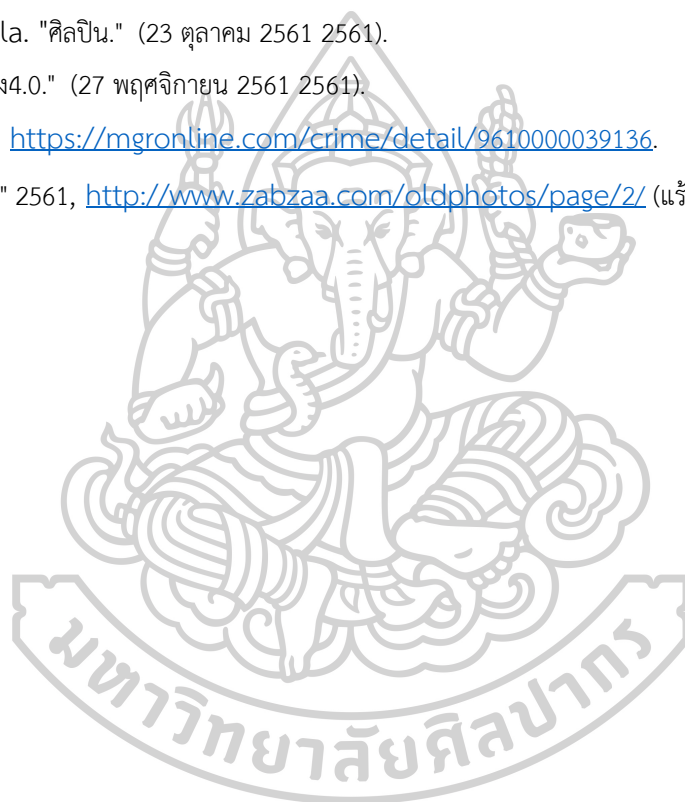 la. "ศิลปิน." (23 ตุลาคม 2561 2561).
ง4.0." (27 พฤศจิกายน 2561 2561).
https://mgronline.com/crime/detail/9610000039136.
" 2561, http://www.zabzaa.com/oldphotos/page/2/ (แร้
มหาวิทยาลัยศิลปากร